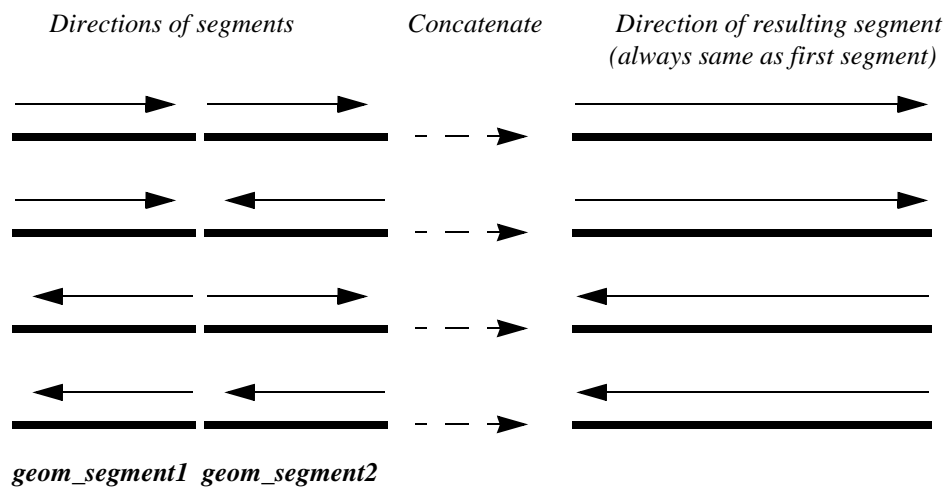 Directions of segments
Concatenate
Direction of resulting segment
(always same as first segment)
geom_segment1 geom_segment2